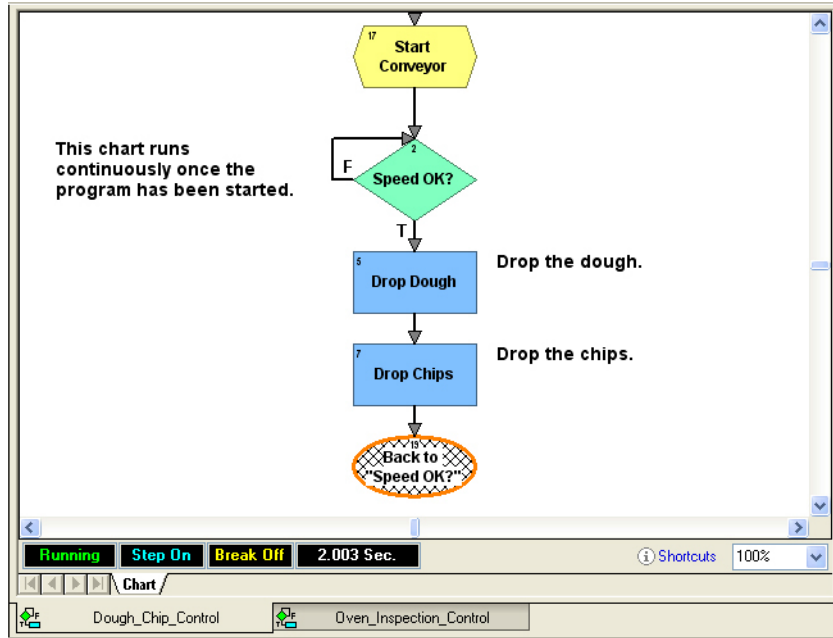 17
Start
Conveyor
This chart runs
continuously once the
program has been started.
2
F
Speed OK?
T
5
Drop Dough
Drop the dough.
7
Drop Chips
Drop the chips.
19
Back to
"Speed OK?"
Running Step On Break Off 2.003 Sec. i Shortcuts 100%
Chart
T F Dough_Chip_Control T F Oven_Inspection_Control